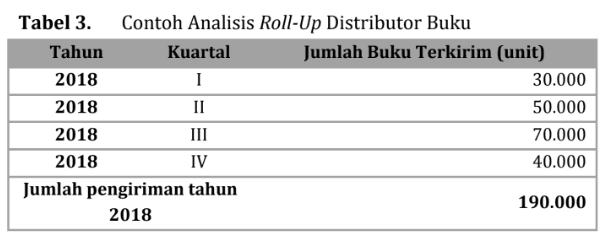 Tabel 3. Contoh Analisis Roll-Up Distributor Buku
Tahun Kuartal Jumlah Buku Terkirim (unit)
2018 I 30.000
2018 II 50.000
2018 III 70.000
2018 IV 40.000
Jumlah pengiriman tahun
2018 190.000